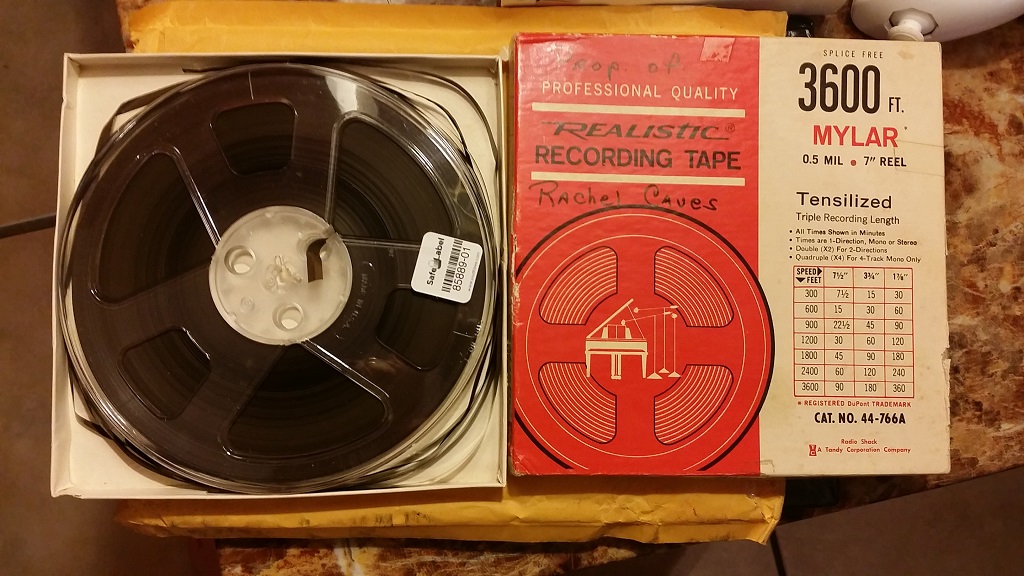 Safe Label
85889-01
MADE IN U.S.A.
Prop of
PROFESSIONAL QUALITY
REALISTIC®
RECORDING TAPE
Rachel Caves
SPLICE FREE
3600 FT.
MYLAR*
0.5 MIL • 7" REEL
Tensilized
Triple Recording Length
• All Times Shown in Minutes
• Times are 1-Direction, Mono or Stereo
• Double (X2) For 2-Directions
• Quadruple (X4) For 4-Track Mono Only
SPEED FEET 7½" 3¾" 1⅞"
300 7½ 15 30
600 15 30 60
900 22½ 45 90
1200 30 60 120
1800 45 90 180
2400 60 120 240
3600 90 180 360
* REGISTERED DuPont TRADEMARK
CAT. NO. 44-766A
Radio Shack
A Tandy Corporation Company